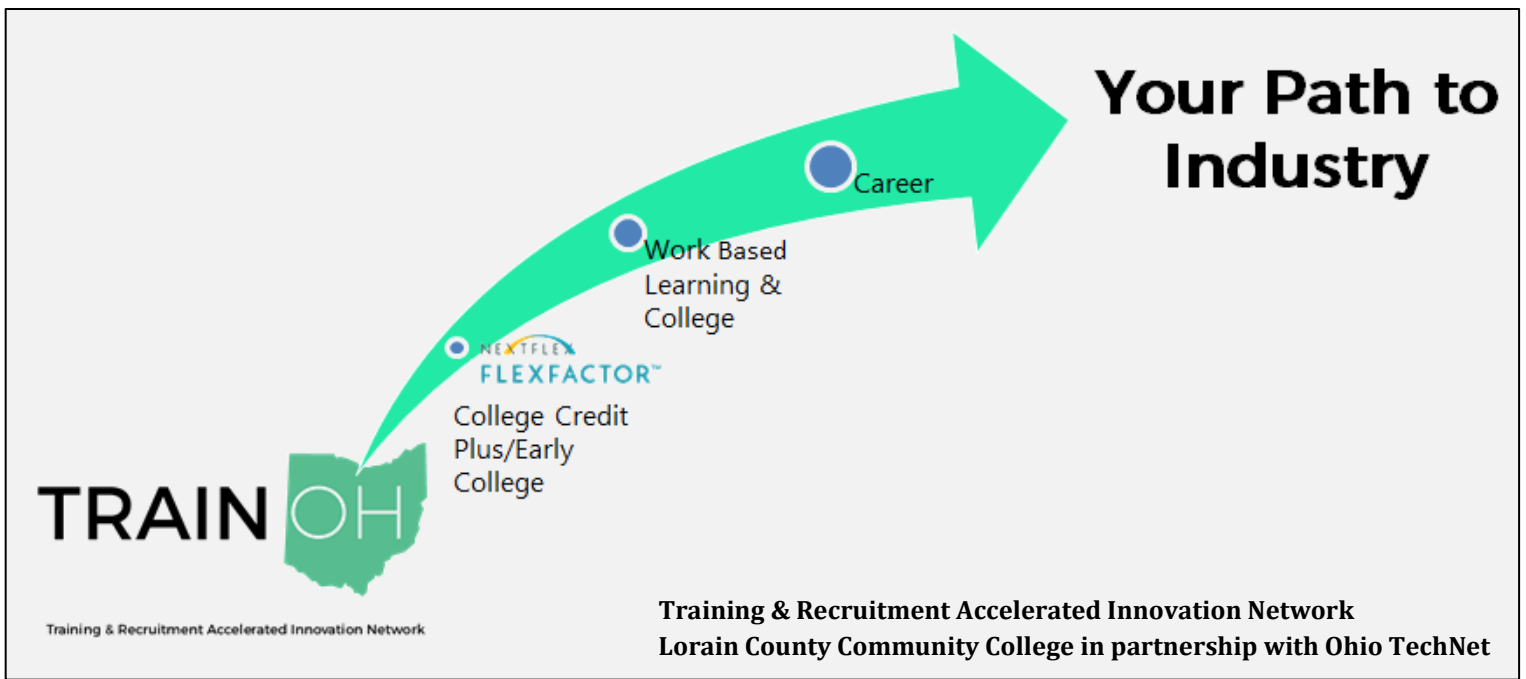 Your Path to
Industry
Career
Work Based
Learning &
College
NEXTFLEX
FLEXFACTOR™
College Credit
Plus/Early
College
TRAIN OH
Training & Recruitment Accelerated Innovation Network
Training & Recruitment Accelerated Innovation Network
Lorain County Community College in partnership with Ohio TechNet